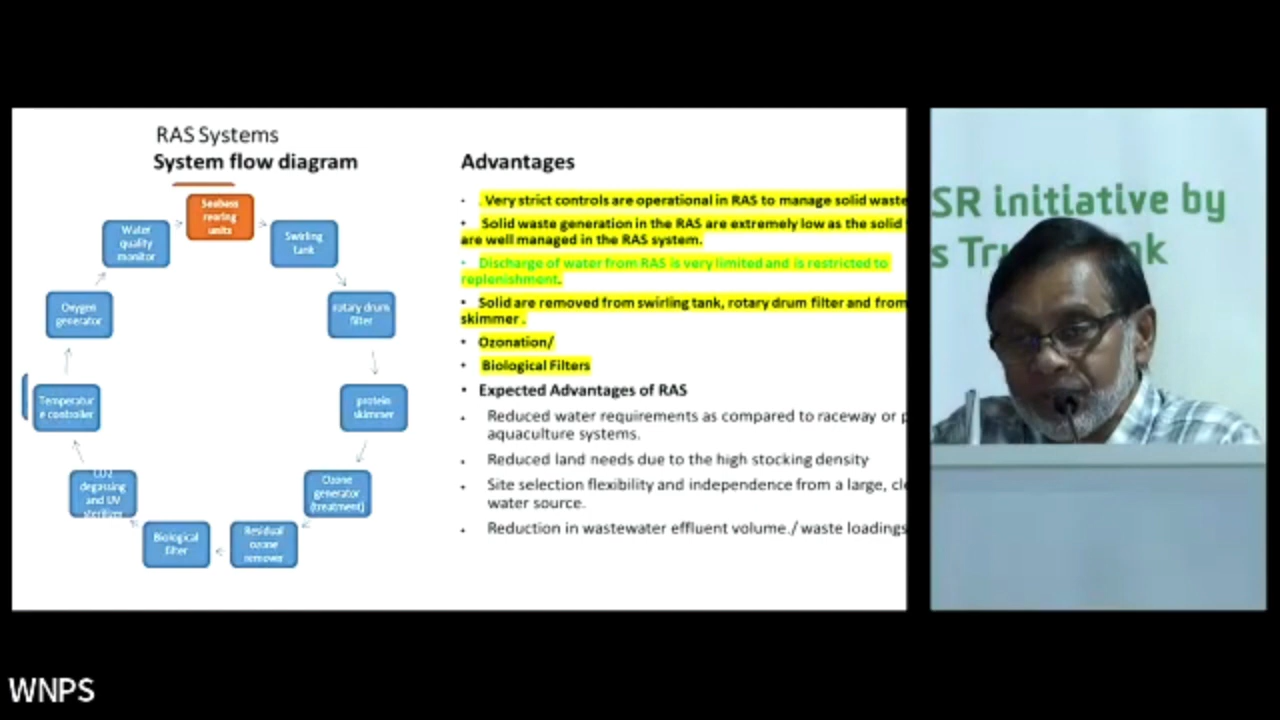 RAS Systems
System flow diagram
Seabass
rearing
units
Swirling
tank
rotary drum
filter
protein
skimmer
Ozone
generator
(treatment)
Residual
ozone
remover
Biological
filter
CO2
degassing
and UV
sterilizer
Temperatur
e controller
Oxygen
generator
Water
quality
monitor
Advantages
• . Very strict controls are operational in RAS to manage solid waste
• Solid waste generation in the RAS are extremely low as the solid
are well managed in the RAS system.
• Discharge of water from RAS is very limited and is restricted to
replenishment.
• Solid are removed from swirling tank, rotary drum filter and from
skimmer .
• Ozonation/
• Biological Filters
• Expected Advantages of RAS
• Reduced water requirements as compared to raceway or
aquaculture systems.
• Reduced land needs due to the high stocking density
• Site selection flexibility and independence from a large,
water source.
• Reduction in wastewater effluent volume./ waste loadings
SR initiative by
s Tr
nk
WNPS